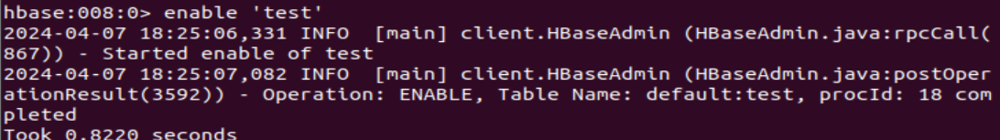 hbase:008:0> enable 'test'
2024-04-07 18:25:06,331 INFO  [main] client.HBaseAdmin (HBaseAdmin.java:rpcCall(
867)) - Started enable of test
2024-04-07 18:25:07,082 INFO  [main] client.HBaseAdmin (HBaseAdmin.java:postOper
ationResult(3592)) - Operation: ENABLE, Table Name: default:test, procId: 18 com
pleted
Took 0.8220 seconds